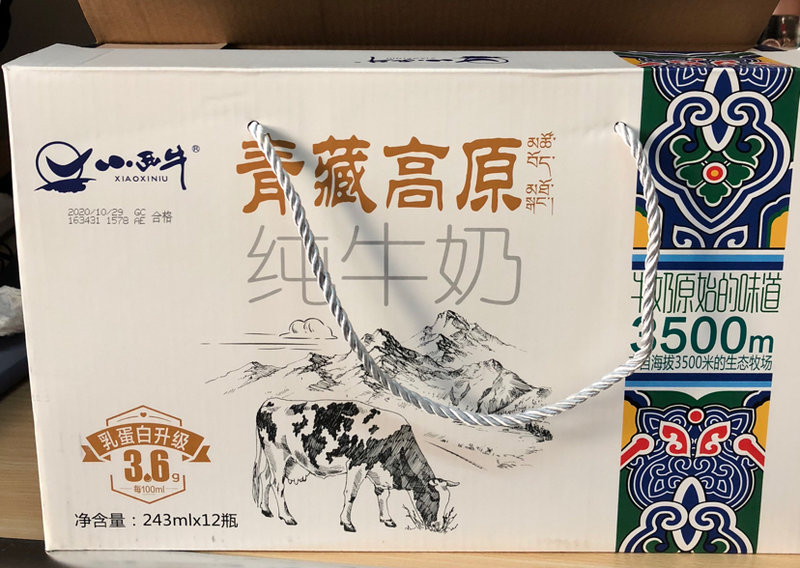 小西牛®
XIAOXINIU
2020/10/29 GC
163431 1578 AE 合格
青藏高原
纯牛奶
牛奶原始的味道
3500m
自海拔3500米的生态牧场
乳蛋白升级
3.6g
每100ml
净含量：243mlx12瓶